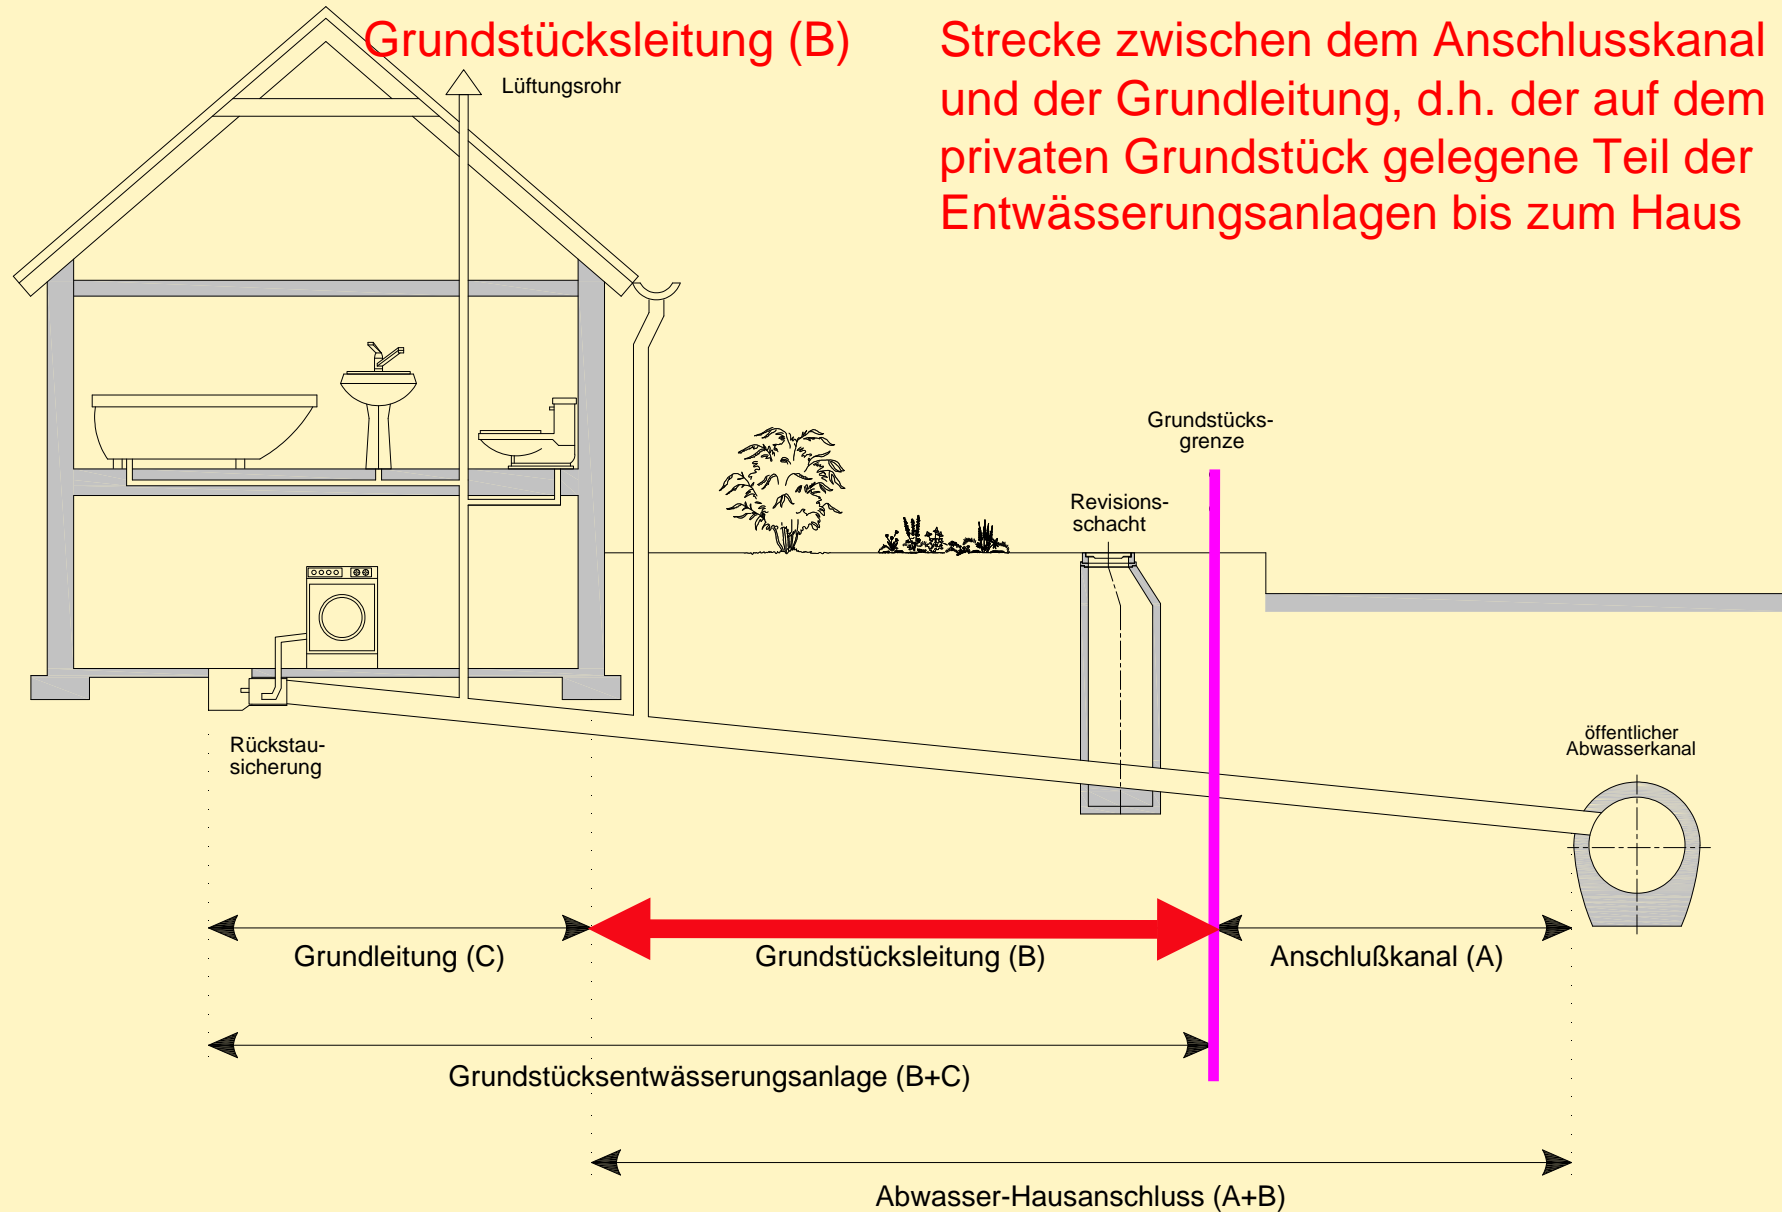 Grundstücksleitung (B)
Strecke zwischen dem Anschlusskanal
und der Grundleitung, d.h. der auf dem
privaten Grundstück gelegene Teil der
Entwässerungsanlagen bis zum Haus
Lüftungsrohr
Grundstücks-
grenze
Revisions-
schacht
Rückstau-
sicherung
öffentlicher
Abwasserkanal
Grundleitung (C)
Grundstücksleitung (B)
Anschlußkanal (A)
Grundstücksentwässerungsanlage (B+C)
Abwasser-Hausanschluss (A+B)